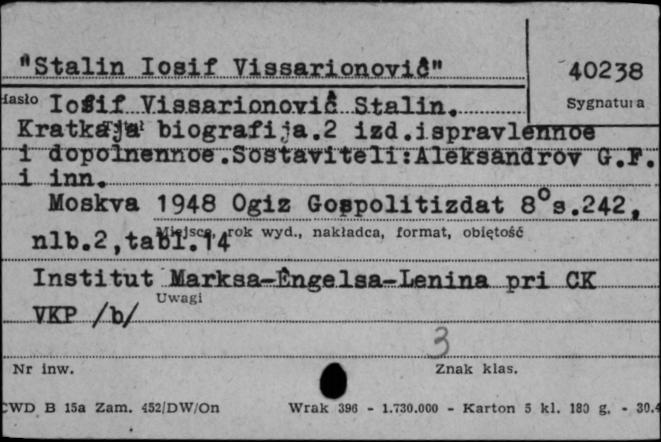 "Stalin Iosif Vissarionovič"
40238
Hasło Iosif Vissarionovič Stalin.
Sygnatura
Kratkaja biografija.2 izd.ispravlennoe
i dopolnennoe.Sostaviteli:Aleksandrov G.F.
i inn.
Moskva 1948 Ogiz Gospolitizdat 8°s.242,
Miejsce, rok wyd., nakładca, format, objętość
nlb.2,tabl.14
Institut Marksa-Èngelsa-Lenina pri CK
Uwagi
VKP /b/
3
Nr inw.
Znak klas.
CWD B 15a Zam. 452/DW/On Wrak 396 - 1.730.000 - Karton 5 kl. 180 g. - 30.4